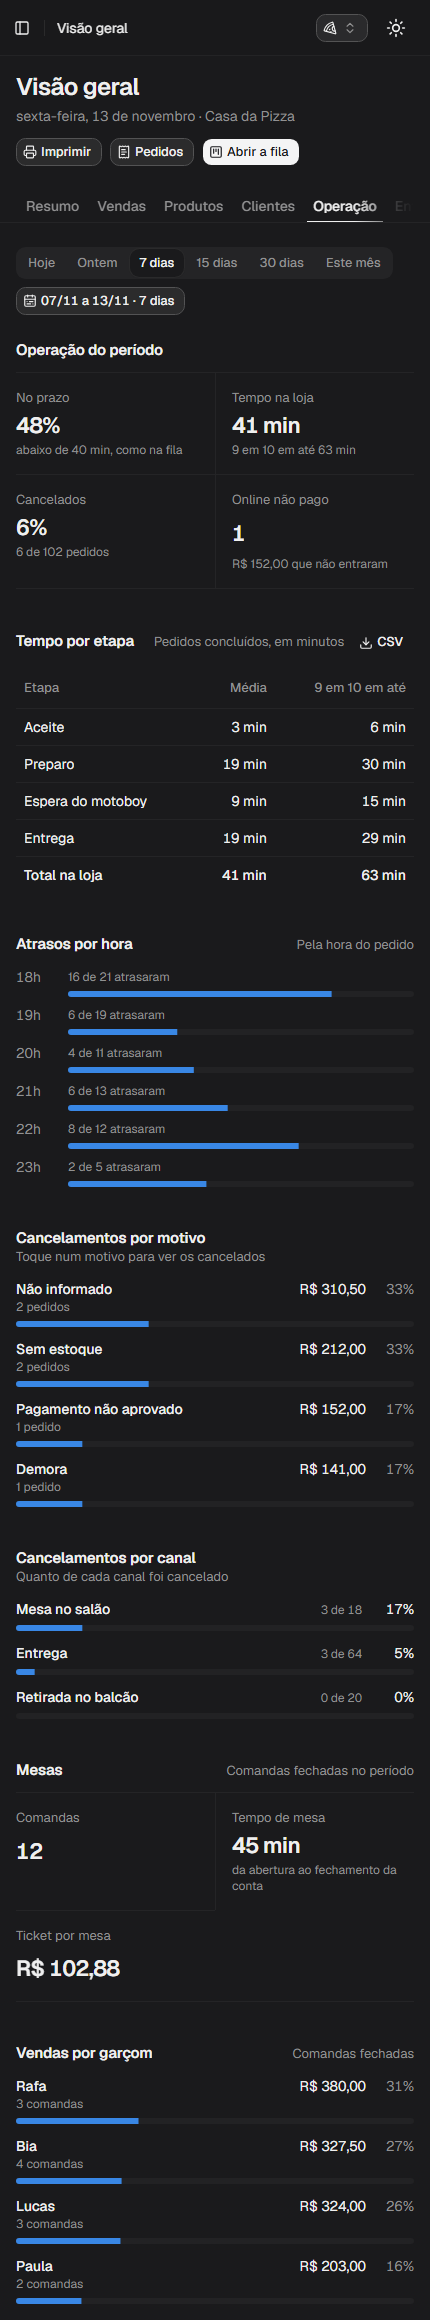 Visão geral
Visão geral
sexta-feira, 13 de novembro · Casa da Pizza
Imprimir Pedidos Abrir a fila
Resumo Vendas Produtos Clientes Operação
Hoje Ontem 7 dias 15 dias 30 dias Este mês
07/11 a 13/11 · 7 dias
Operação do período
No prazo Tempo na loja
48% 41 min
abaixo de 40 min, como na fila 9 em 10 em até 63 min
Cancelados Online não pago
6% 1
6 de 102 pedidos R$ 152,00 que não entraram
Tempo por etapa Pedidos concluídos, em minutos CSV
Etapa Média 9 em 10 em até
Aceite 3 min 6 min
Preparo 19 min 30 min
Espera do motoboy 9 min 15 min
Entrega 19 min 29 min
Total na loja 41 min 63 min
Atrasos por hora Pela hora do pedido
18h 16 de 21 atrasaram
19h 6 de 19 atrasaram
20h 4 de 11 atrasaram
21h 6 de 13 atrasaram
22h 8 de 12 atrasaram
23h 2 de 5 atrasaram
Cancelamentos por motivo
Toque num motivo para ver os cancelados
Não informado R$ 310,50 33%
2 pedidos
Sem estoque R$ 212,00 33%
2 pedidos
Pagamento não aprovado R$ 152,00 17%
1 pedido
Demora R$ 141,00 17%
1 pedido
Cancelamentos por canal
Quanto de cada canal foi cancelado
Mesa no salão 3 de 18 17%
Entrega 3 de 64 5%
Retirada no balcão 0 de 20 0%
Mesas Comandas fechadas no período
Comandas Tempo de mesa
12 45 min
da abertura ao fechamento da
conta
Ticket por mesa
R$ 102,88
Vendas por garçom Comandas fechadas
Rafa R$ 380,00 31%
3 comandas
Bia R$ 327,50 27%
4 comandas
Lucas R$ 324,00 26%
3 comandas
Paula R$ 203,00 16%
2 comandas